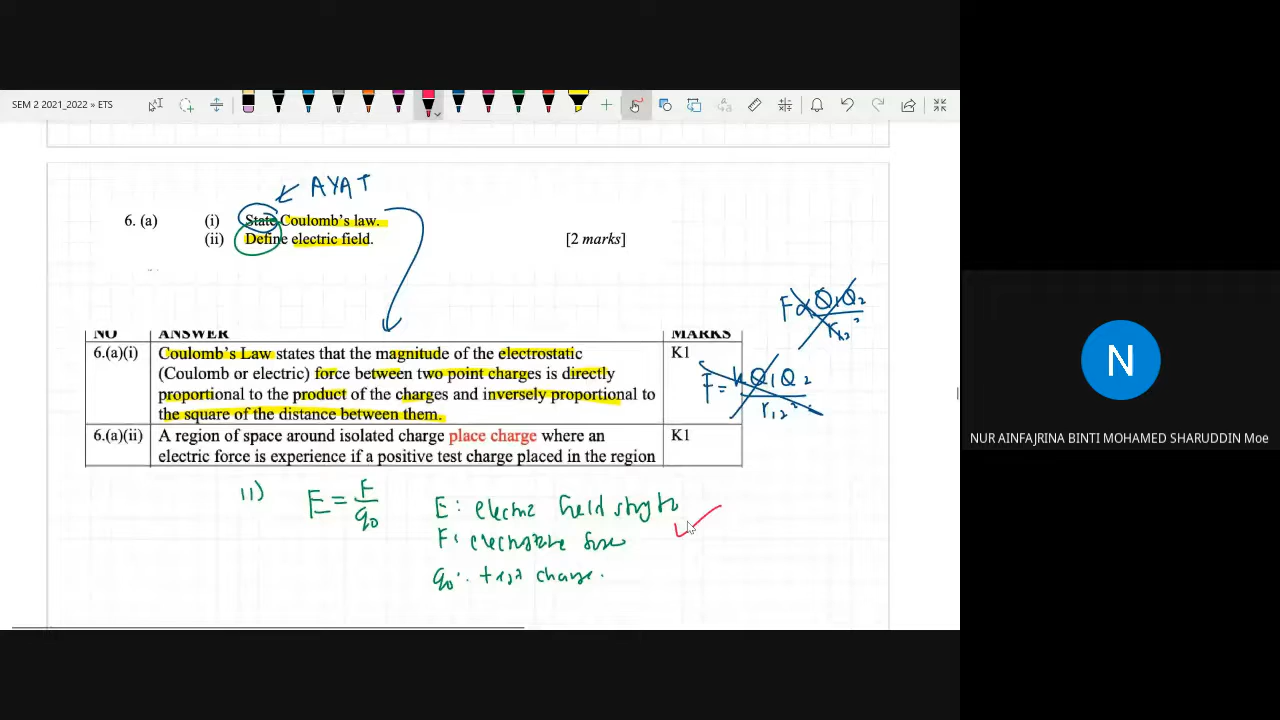 SEM 2 2021_2022 » ETS
AYAT
6. (a) (i) State Coulomb's law.
(ii) Define electric field. [2 marks]
F ∝ Q1Q2
r12²
NO ANSWER MARKS
6.(a)(i) Coulomb's Law states that the magnitude of the electrostatic K1
(Coulomb or electric) force between two point charges is directly
proportional to the product of the charges and inversely proportional to
the square of the distance between them.
F = kQ1Q2
r12²
6.(a)(ii) A region of space around isolated charge place charge where an K1
electric force is experience if a positive test charge placed in the region
N
NUR AINFAJRINA BINTI MOHAMED SHARUDDIN Moe
ii) E = F
q0
E: electric field strength
F: electrostatic force
q0: test charge.